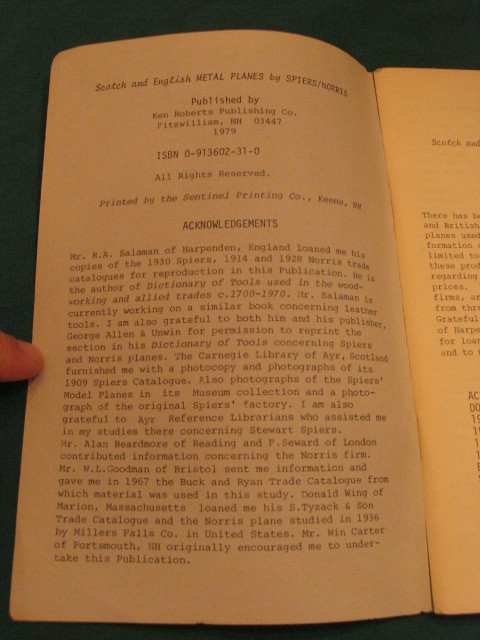 Scotch and English METAL PLANES by SPIERS/NORRIS
Published by
Ken Roberts Publishing Co.
Fitzwilliam, NH 03447
1979
ISBN 0-913602-31-0
All Rights Reserved.
Printed by the Sentinel Printing Co., Keene, NH
ACKNOWLEDGEMENTS
Mr. R.A. Salaman of Harpenden, England loaned me his
copies of the 1930 Spiers, 1914 and 1928 Norris trade
catalogues for reproduction in this Publication. He is
the author of Dictionary of Tools used in the wood-
working and allied trades c.1700-1970. Mr. Salaman is
currently working on a similar book concerning leather
tools. I am also grateful to both him and his publisher,
George Allen & Unwin for permission to reprint the
section in his Dictionary of Tools concerning Spiers
and Norris planes. The Carnegie Library of Ayr, Scotland
furnished me with a photocopy and photographs of its
1909 Spiers Catalogue. Also photographs of the Spiers'
Model Planes in its Museum collection and a photo-
graph of the original Spiers' factory. I am also
grateful to Ayr Reference Librarians who assisted me
in my studies there concerning Stewart Spiers.
Mr. Alan Beardmore of Reading and F.Seward of London
contributed information concerning the Norris firm.
Mr. W.L.Goodman of Bristol sent me information and
gave me in 1967 the Buck and Ryan Trade Catalogue from
which material was used in this study. Donald Wing of
Marion, Massachusetts loaned me his S.Tyzack & Son
Trade Catalogue and the Norris plane studied in 1936
by Millers Falls Co. in United States. Mr. Win Carter
of Portsmouth, NH originally encouraged me to under-
take this Publication.
Scotch and
There has be
and British
planes used
formation
limited to
these prod
regarding
prices.
firms, ar
from thr
Grateful
of Harpe
for loan
and to
AC
DO
19